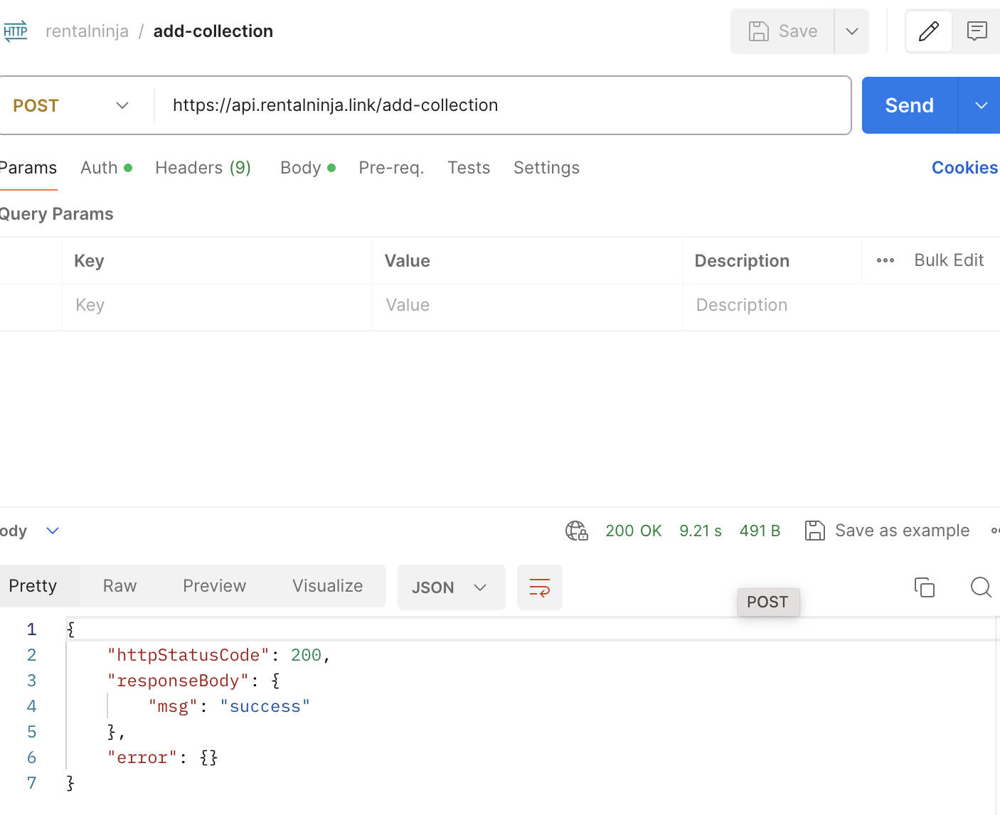 HTTP rentalninja / add-collection Save
POST https://api.rentalninja.link/add-collection Send
Params Auth Headers (9) Body Pre-req. Tests Settings Cookies
Query Params
Key Value Description Bulk Edit
Key Value Description
ody 200 OK 9.21 s 491 B Save as example
Pretty Raw Preview Visualize JSON
POST
1 {
2 "httpStatusCode": 200,
3 "responseBody": {
4 "msg": "success"
5 },
6 "error": {}
7 }